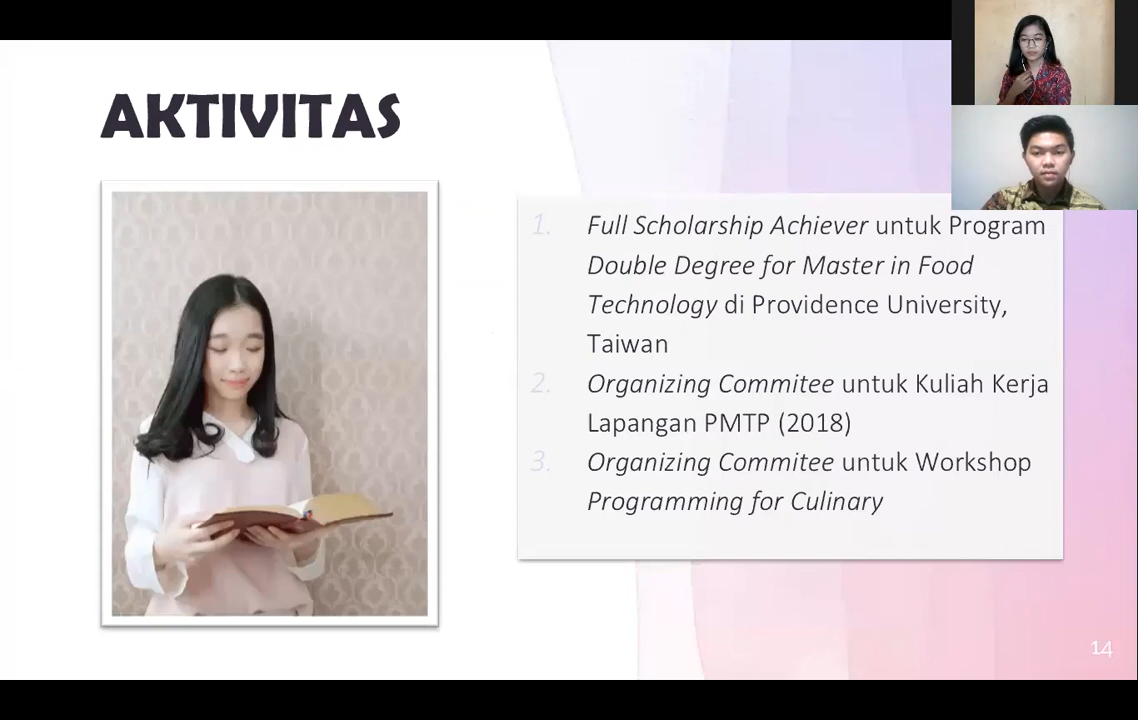 AKTIVITAS
1. Full Scholarship Achiever untuk Program
Double Degree for Master in Food
Technology di Providence University,
Taiwan
2. Organizing Commitee untuk Kuliah Kerja
Lapangan PMTP (2018)
3. Organizing Commitee untuk Workshop
Programming for Culinary
14